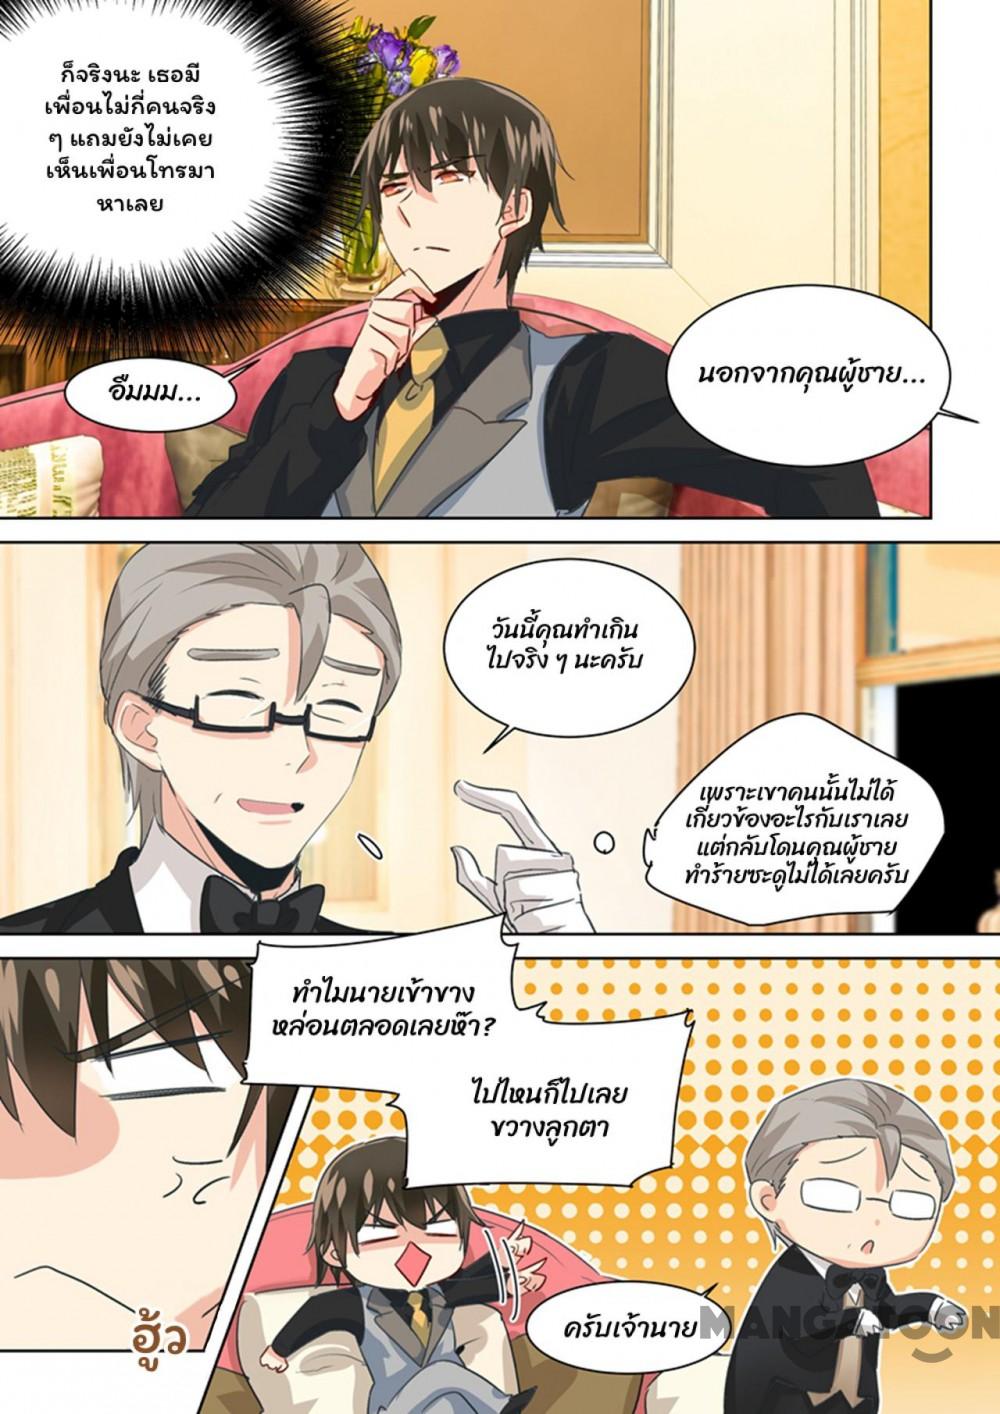 ก็จริงนะ เธอมี
เพื่อนไม่กี่คนจริง
ๆ แถมยังไม่เคย
เห็นเพื่อนโทรมา
หาเลย
อืมมม...
นอกจากคุณผู้ชาย...
วันนี้คุณทำเกิน
ไปจริง ๆ นะครับ
เพราะเขาคนนั้นไม่ได้
เกี่ยวข้องอะไรกับเราเลย
แต่กลับโดนคุณผู้ชาย
ทำร้ายซะดูไม่ได้เลยครับ
ทำไมนายเข้าขาง
หล่อนตลอดเลยห๊า?
ไปไหนก็ไปเลย
ขวางลูกตา
ฮู้ว
ครับเจ้านาย
MANGATOON